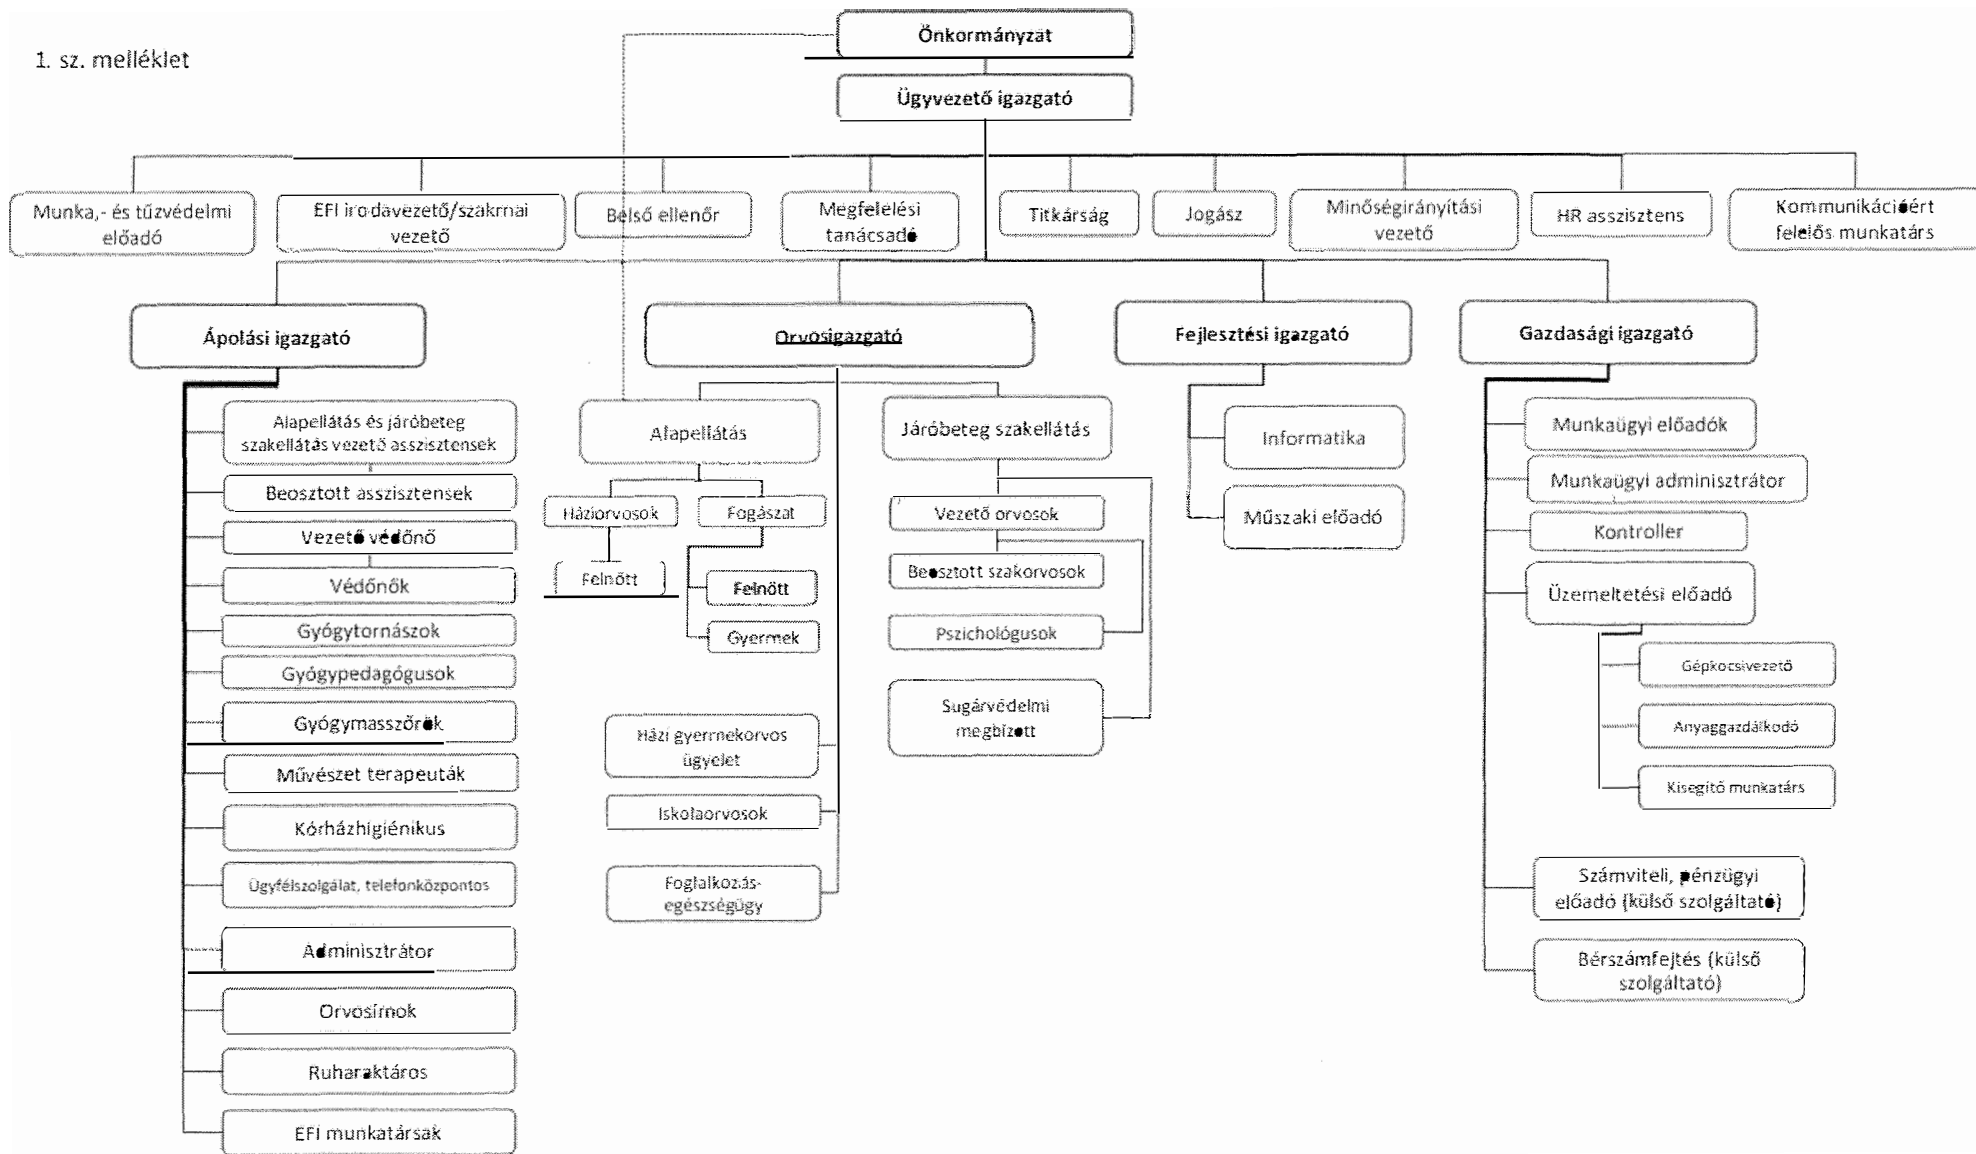 1. sz. melléklet
Önkormányzat
Ügyvezető igazgató
Munka,- és tűzvédelmi
előadó
EFI irodavezető/szakmai
vezető
Belső ellenőr
Megfelelési
tanácsadó
Titkárság
Jogász
Minőségirányítási
vezető
HR asszisztens
Kommunikációért
felelős munkatárs
Ápolási igazgató
Orvosigazgató
Fejlesztési igazgató
Gazdasági igazgató
Alapellátás és járóbeteg
szakellátás vezető asszisztensek
Beosztott asszisztensek
Vezető védőnő
Védőnők
Gyógytornászok
Gyógypedagógusok
Gyógymasszőrök
Művészet terapeuták
Kórházhigiénikus
Ügyfélszolgálat, telefonközpontos
Adminisztrátor
Orvosírnok
Ruharaktáros
EFI munkatársak
Alapellátás
Háziorvosok
Felnőtt
Fogászat
Felnőtt
Gyermek
Házi gyermekorvos
ügyelet
Iskolaorvosok
Foglalkozás-
egészségügy
Járóbeteg szakellátás
Vezető orvosok
Beosztott szakorvosok
Pszichológusok
Sugárvédelmi
megbízott
Informatika
Műszaki előadó
Munkaügyi előadók
Munkaügyi adminisztrátor
Kontroller
Üzemeltetési előadó
Gépkocsivezető
Anyaggazdálkodó
Kisegítő munkatárs
Számviteli, pénzügyi
előadó (külső szolgáltató)
Bérszámfejtés (külső
szolgáltató)